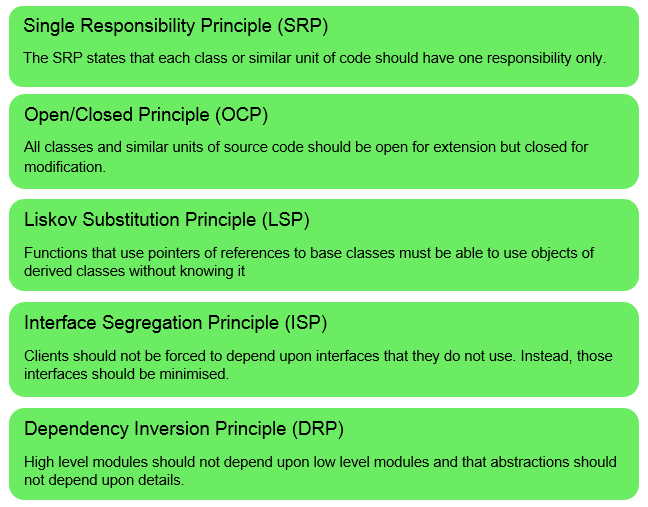 Single Responsibility Principle (SRP)
The SRP states that each class or similar unit of code should have one responsibility only.
Open/Closed Principle (OCP)
All classes and similar units of source code should be open for extension but closed for
modification.
Liskov Substitution Principle (LSP)
Functions that use pointers of references to base classes must be able to use objects of
derived classes without knowing it
Interface Segregation Principle (ISP)
Clients should not be forced to depend upon interfaces that they do not use. Instead, those
interfaces should be minimised.
Dependency Inversion Principle (DRP)
High level modules should not depend upon low level modules and that abstractions should
not depend upon details.